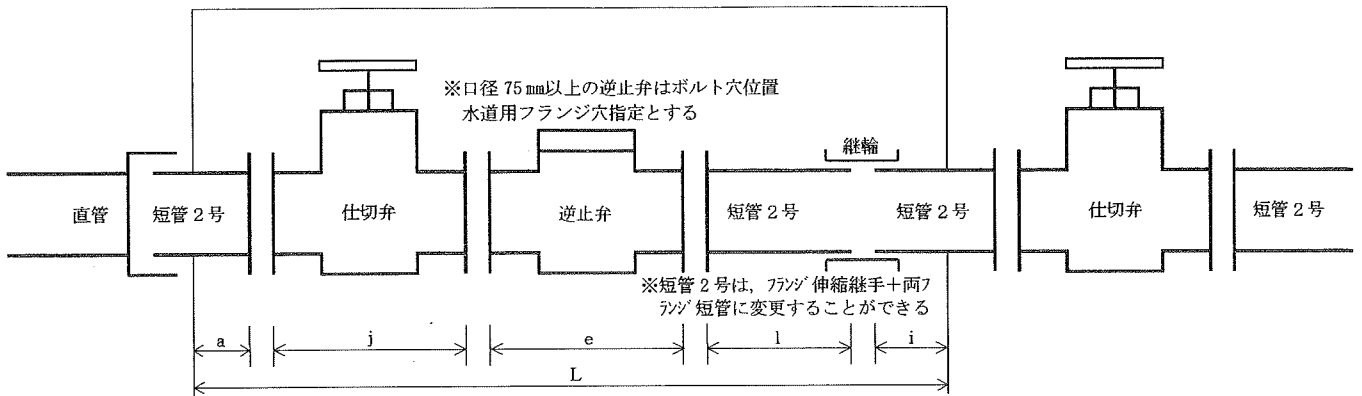 ※口径 75 ㎜以上の逆止弁はボルト穴位置
水道用フランジ穴指定とする
継輪
直管
短管２号
仕切弁
逆止弁
短管２号
短管２号
仕切弁
短管２号
※短管２号は，フランジ伸縮継手＋両フ
ランジ短管に変更することができる
a
j
e
l
i
L